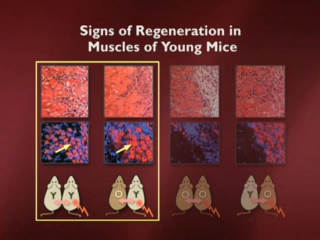 Signs of Regeneration in
Muscles of Young Mice
Y Y O Y O O Y O